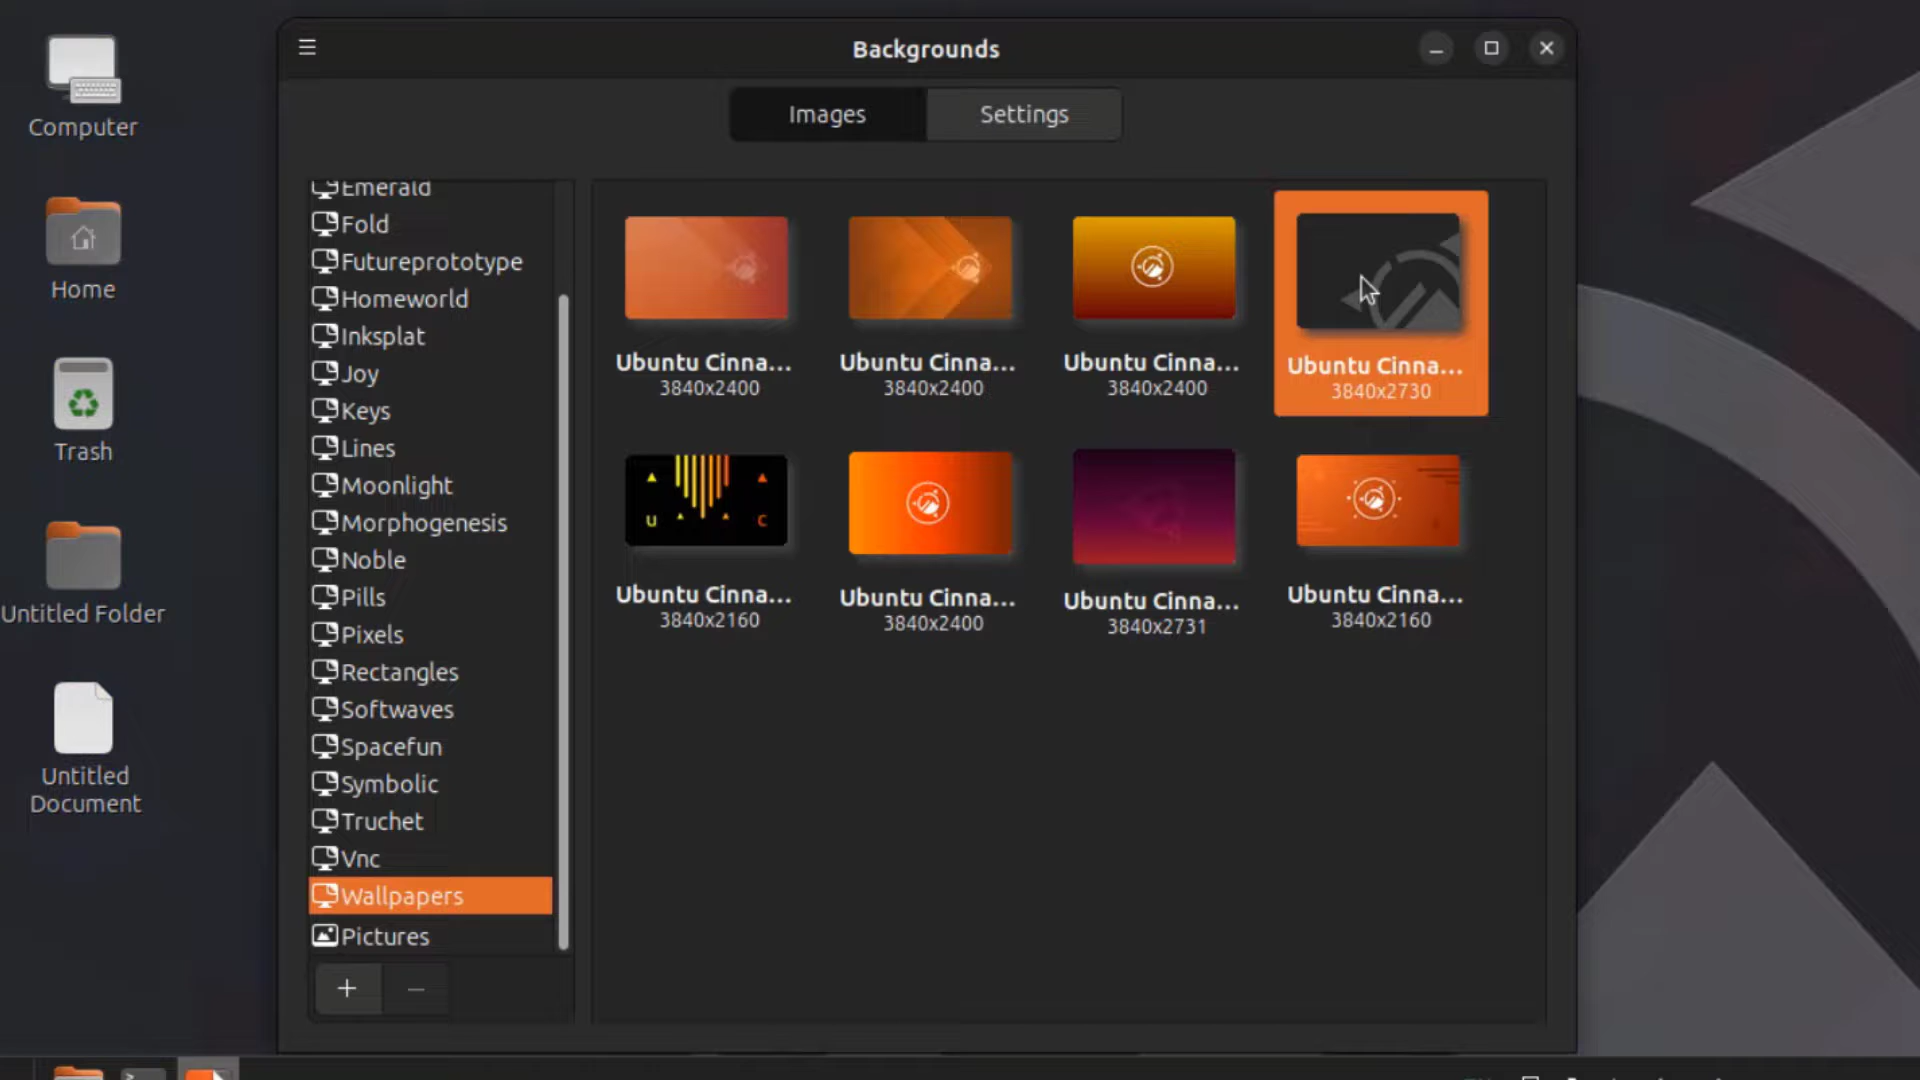 Backgrounds
Images
Settings
Computer
Home
Trash
Untitled Folder
Untitled
Document
Emerald
Fold
Futureprototype
Homeworld
Inksplat
Joy
Keys
Lines
Moonlight
Morphogenesis
Noble
Pills
Pixels
Rectangles
Softwaves
Spacefun
Symbolic
Truchet
Vnc
Wallpapers
Pictures
Ubuntu Cinna...
3840x2400
Ubuntu Cinna...
3840x2400
Ubuntu Cinna...
3840x2400
Ubuntu Cinna...
3840x2730
U C
Ubuntu Cinna...
3840x2160
Ubuntu Cinna...
3840x2400
Ubuntu Cinna...
3840x2731
Ubuntu Cinna...
3840x2160